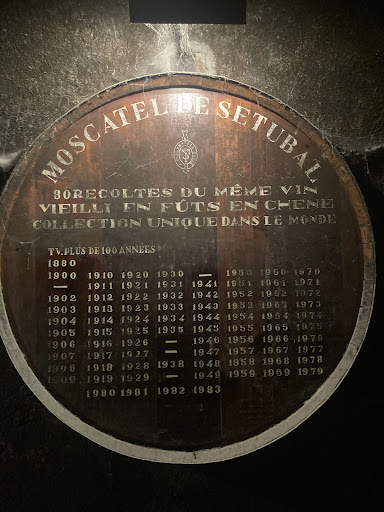 MOSCATEL DE SETUBAL
80 RECOLTES DU MÊME VIN
VIEILLI EN FÛTS EN CHENE
COLLECTION UNIQUE DANS LE MONDE
TV. PLUS DE 100 ANNÉES
1880
1900 1910 1920 1930 — 1950 1960 1970
— 1911 1921 1931 1941 1951 1961 1971
1902 1912 1922 1932 1942 1952 1962 1972
1903 1913 1923 1933 1943 1953 1963 1973
1904 1914 1924 1934 1944 1954 1964 1974
1905 1915 1925 1935 1945 1955 1965 1975
1906 1916 1926 — 1946 1956 1966 1976
1907 1917 1927 — 1947 1957 1967 1977
1908 1918 1928 1938 1948 1958 1968 1978
1909 1919 1929 — 1949 1959 1969 1979
1980 1981 1982 1983